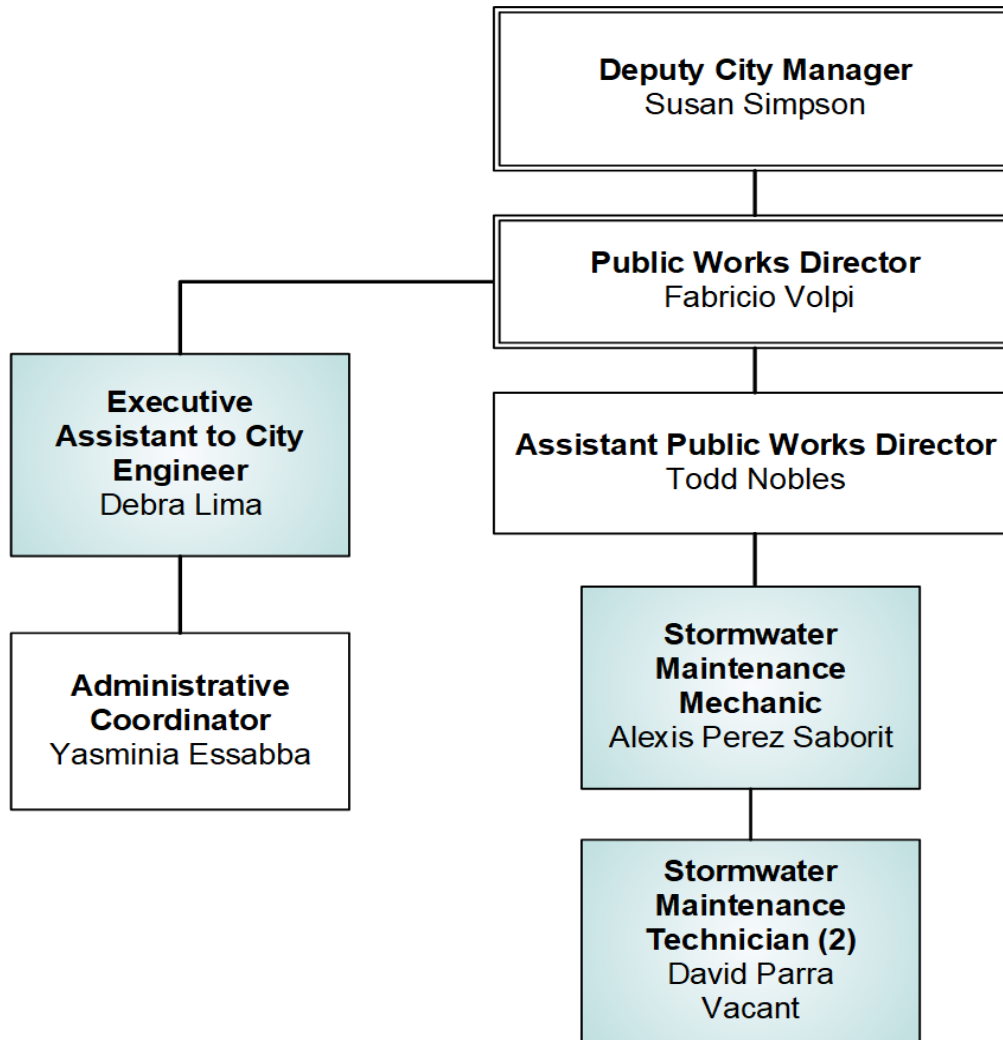 Deputy City Manager
Susan Simpson
Public Works Director
Fabricio Volpi
Executive
Assistant to City
Engineer
Debra Lima
Assistant Public Works Director
Todd Nobles
Administrative
Coordinator
Yasminia Essabba
Stormwater
Maintenance
Mechanic
Alexis Perez Saborit
Stormwater
Maintenance
Technician (2)
David Parra
Vacant